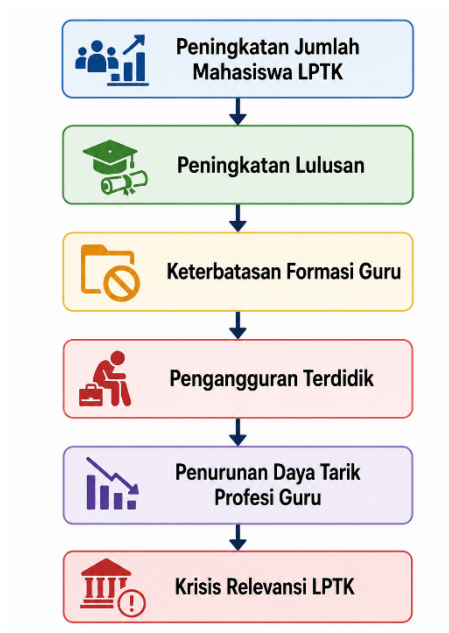 Peningkatan Jumlah
Mahasiswa LPTK
Peningkatan Lulusan
Keterbatasan Formasi Guru
Pengangguran Terdidik
Penurunan Daya Tarik
Profesi Guru
Krisis Relevansi LPTK